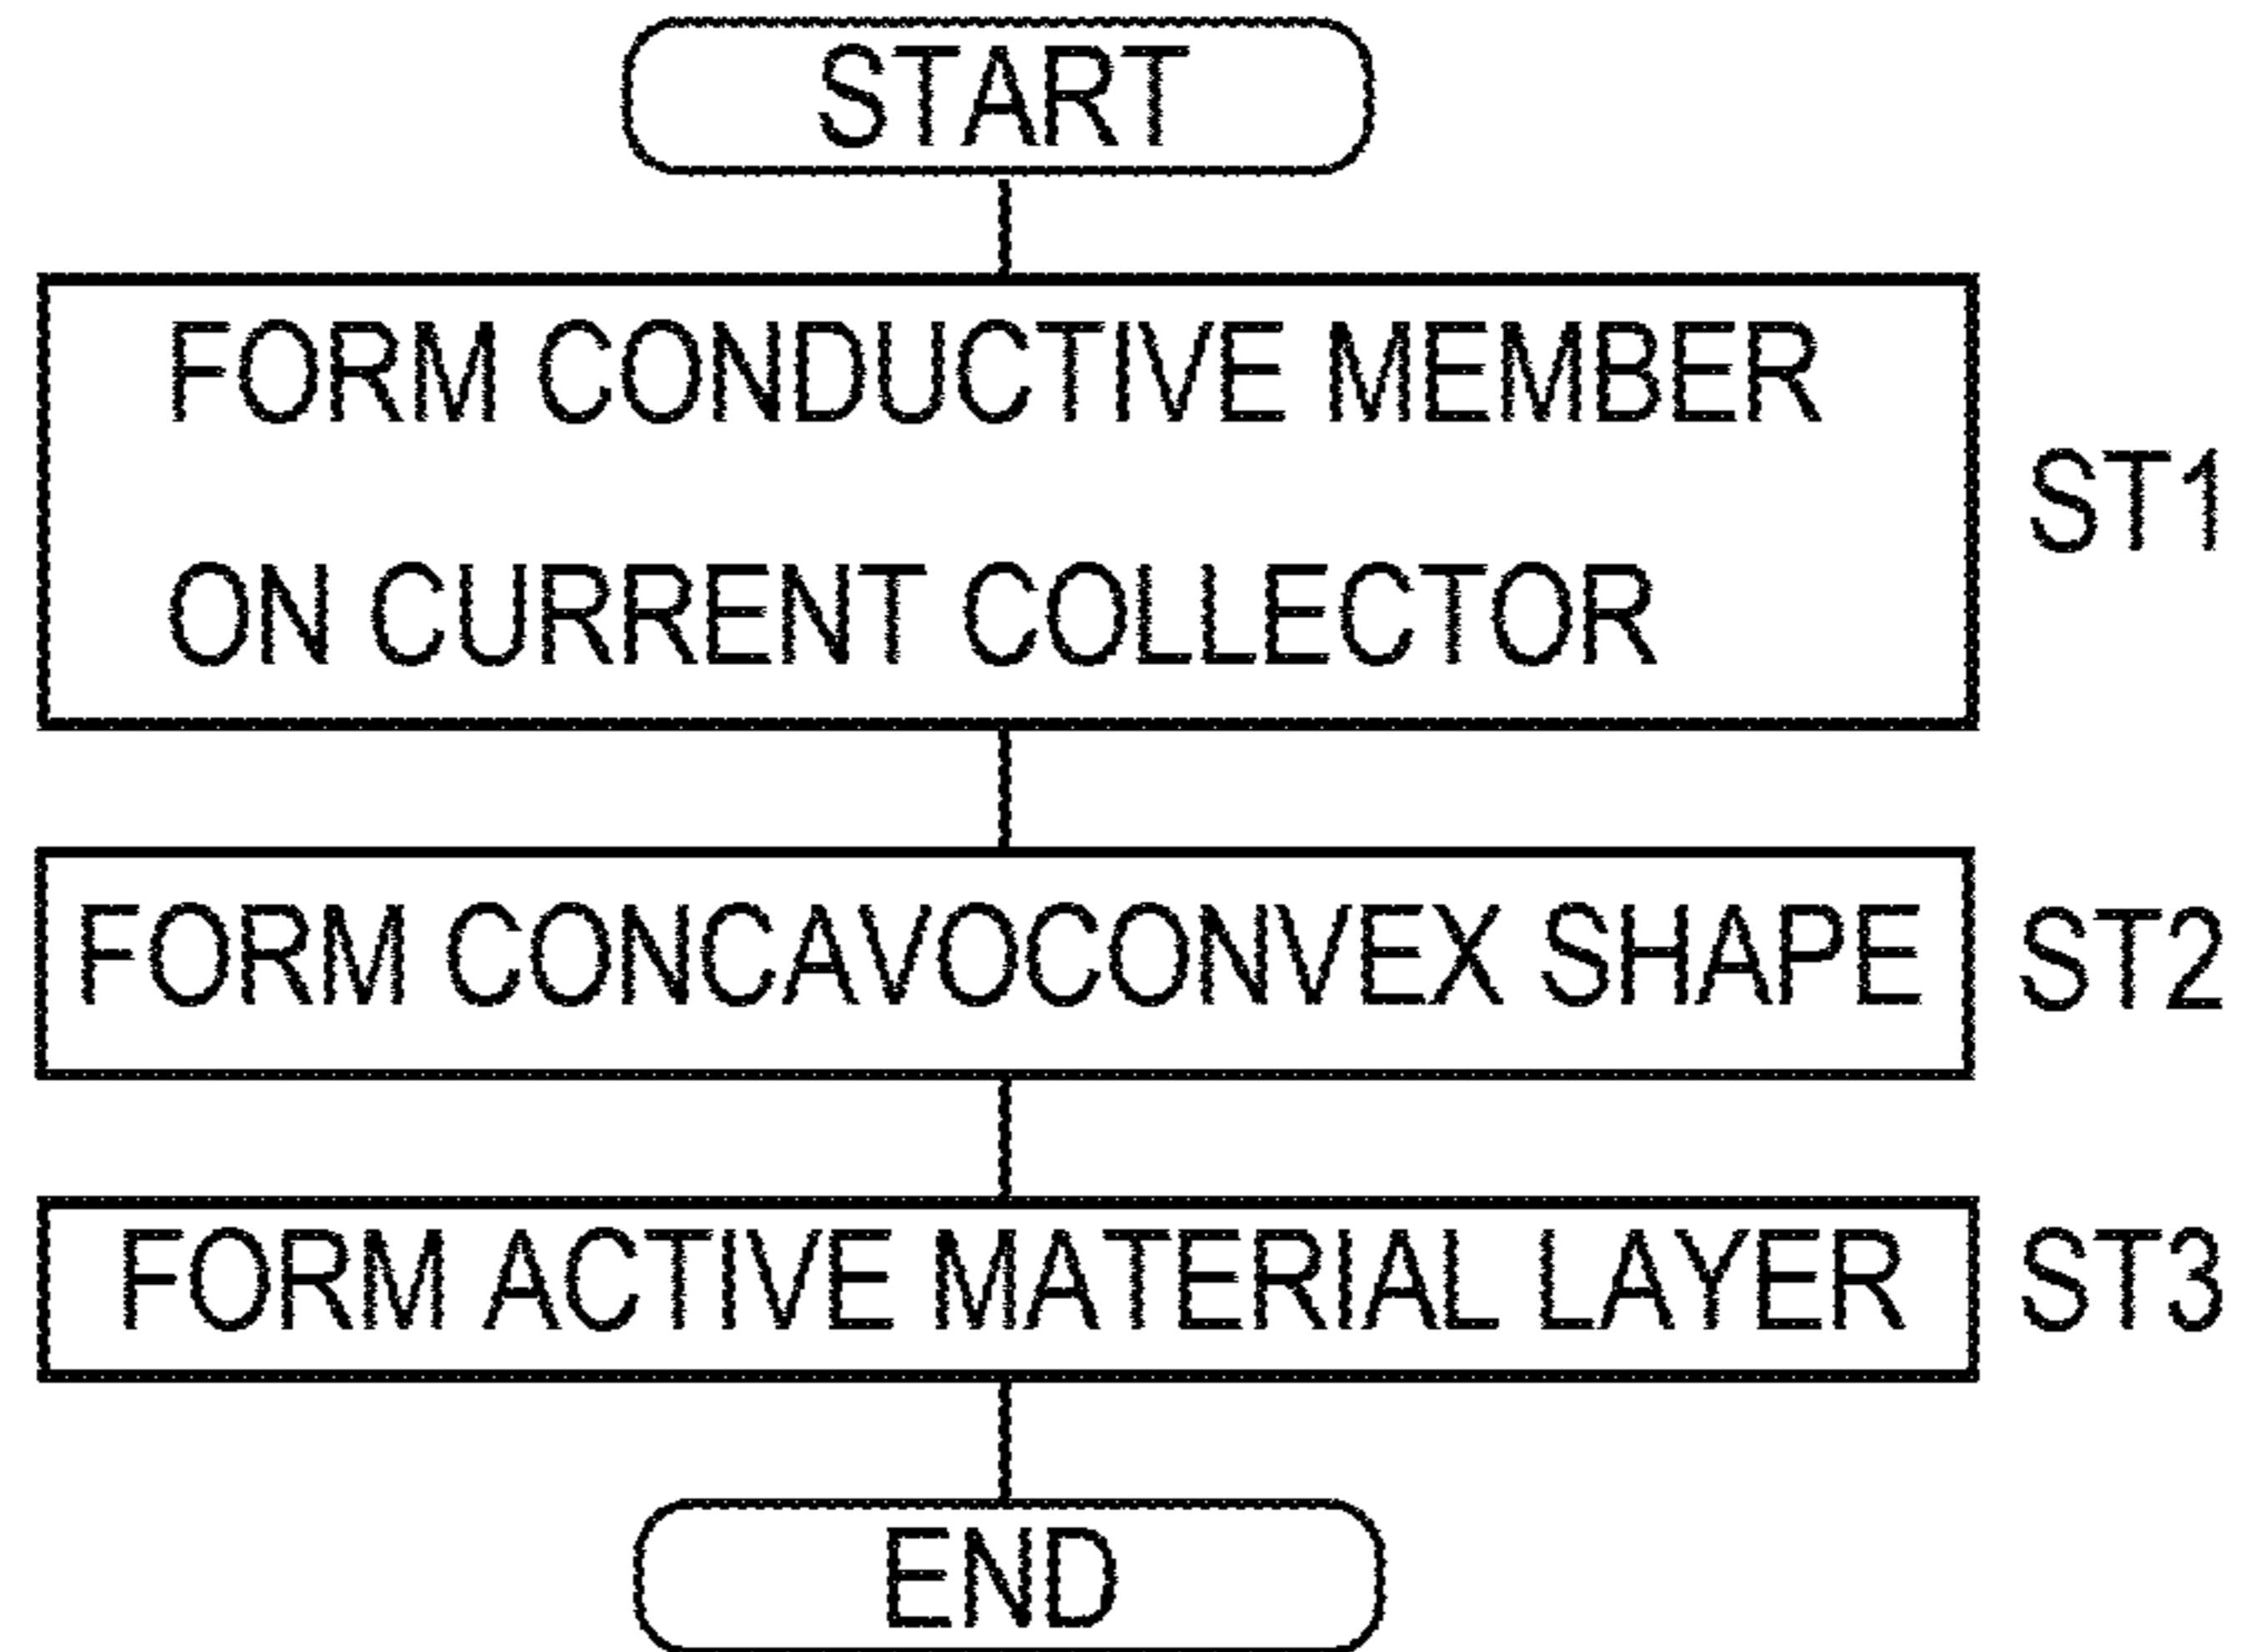 START
FORM CONDUCTIVE MEMBER
ON CURRENT COLLECTOR
ST1
FORM CONCAVOCONVEX SHAPE
ST2
FORM ACTIVE MATERIAL LAYER
ST3
END